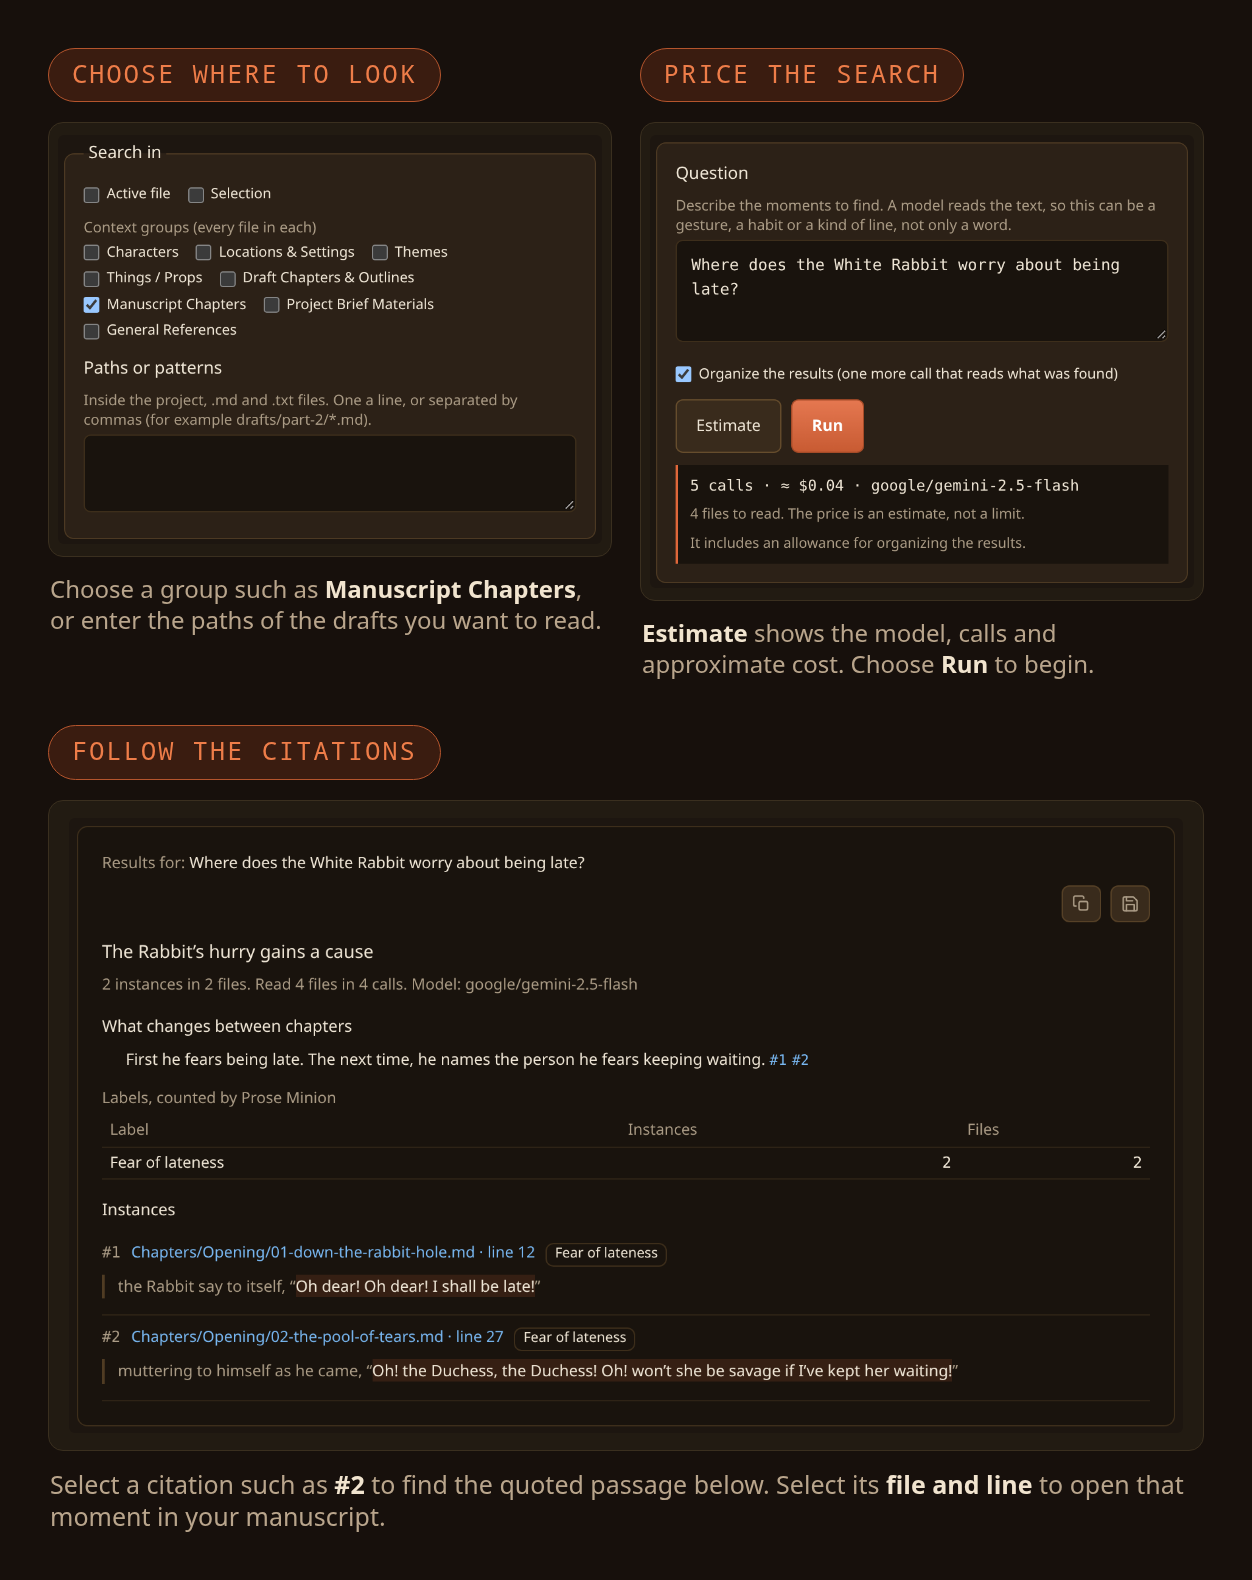 CHOOSE WHERE TO LOOK
Search in
Active file
Selection
Context groups (every file in each)
Characters
Locations & Settings
Themes
Things / Props
Draft Chapters & Outlines
Manuscript Chapters
Project Brief Materials
General References
Paths or patterns
Inside the project, .md and .txt files. One a line, or separated by
commas (for example drafts/part-2/*.md).
Choose a group such as Manuscript Chapters,
or enter the paths of the drafts you want to read.
PRICE THE SEARCH
Question
Describe the moments to find. A model reads the text, so this can be a
gesture, a habit or a kind of line, not only a word.
Where does the White Rabbit worry about being
late?
Organize the results (one more call that reads what was found)
Estimate
Run
5 calls · ≈ $0.04 · google/gemini-2.5-flash
4 files to read. The price is an estimate, not a limit.
It includes an allowance for organizing the results.
Estimate shows the model, calls and
approximate cost. Choose Run to begin.
FOLLOW THE CITATIONS
Results for: Where does the White Rabbit worry about being late?
The Rabbit’s hurry gains a cause
2 instances in 2 files. Read 4 files in 4 calls. Model: google/gemini-2.5-flash
What changes between chapters
First he fears being late. The next time, he names the person he fears keeping waiting. #1 #2
Labels, counted by Prose Minion
Label Instances Files
Fear of lateness 2 2
Instances
#1 Chapters/Opening/01-down-the-rabbit-hole.md · line 12 Fear of lateness
the Rabbit say to itself, “Oh dear! Oh dear! I shall be late!”
#2 Chapters/Opening/02-the-pool-of-tears.md · line 27 Fear of lateness
muttering to himself as he came, “Oh! the Duchess, the Duchess! Oh! won’t she be savage if I’ve kept her waiting!”
Select a citation such as #2 to find the quoted passage below. Select its file and line to open that
moment in your manuscript.